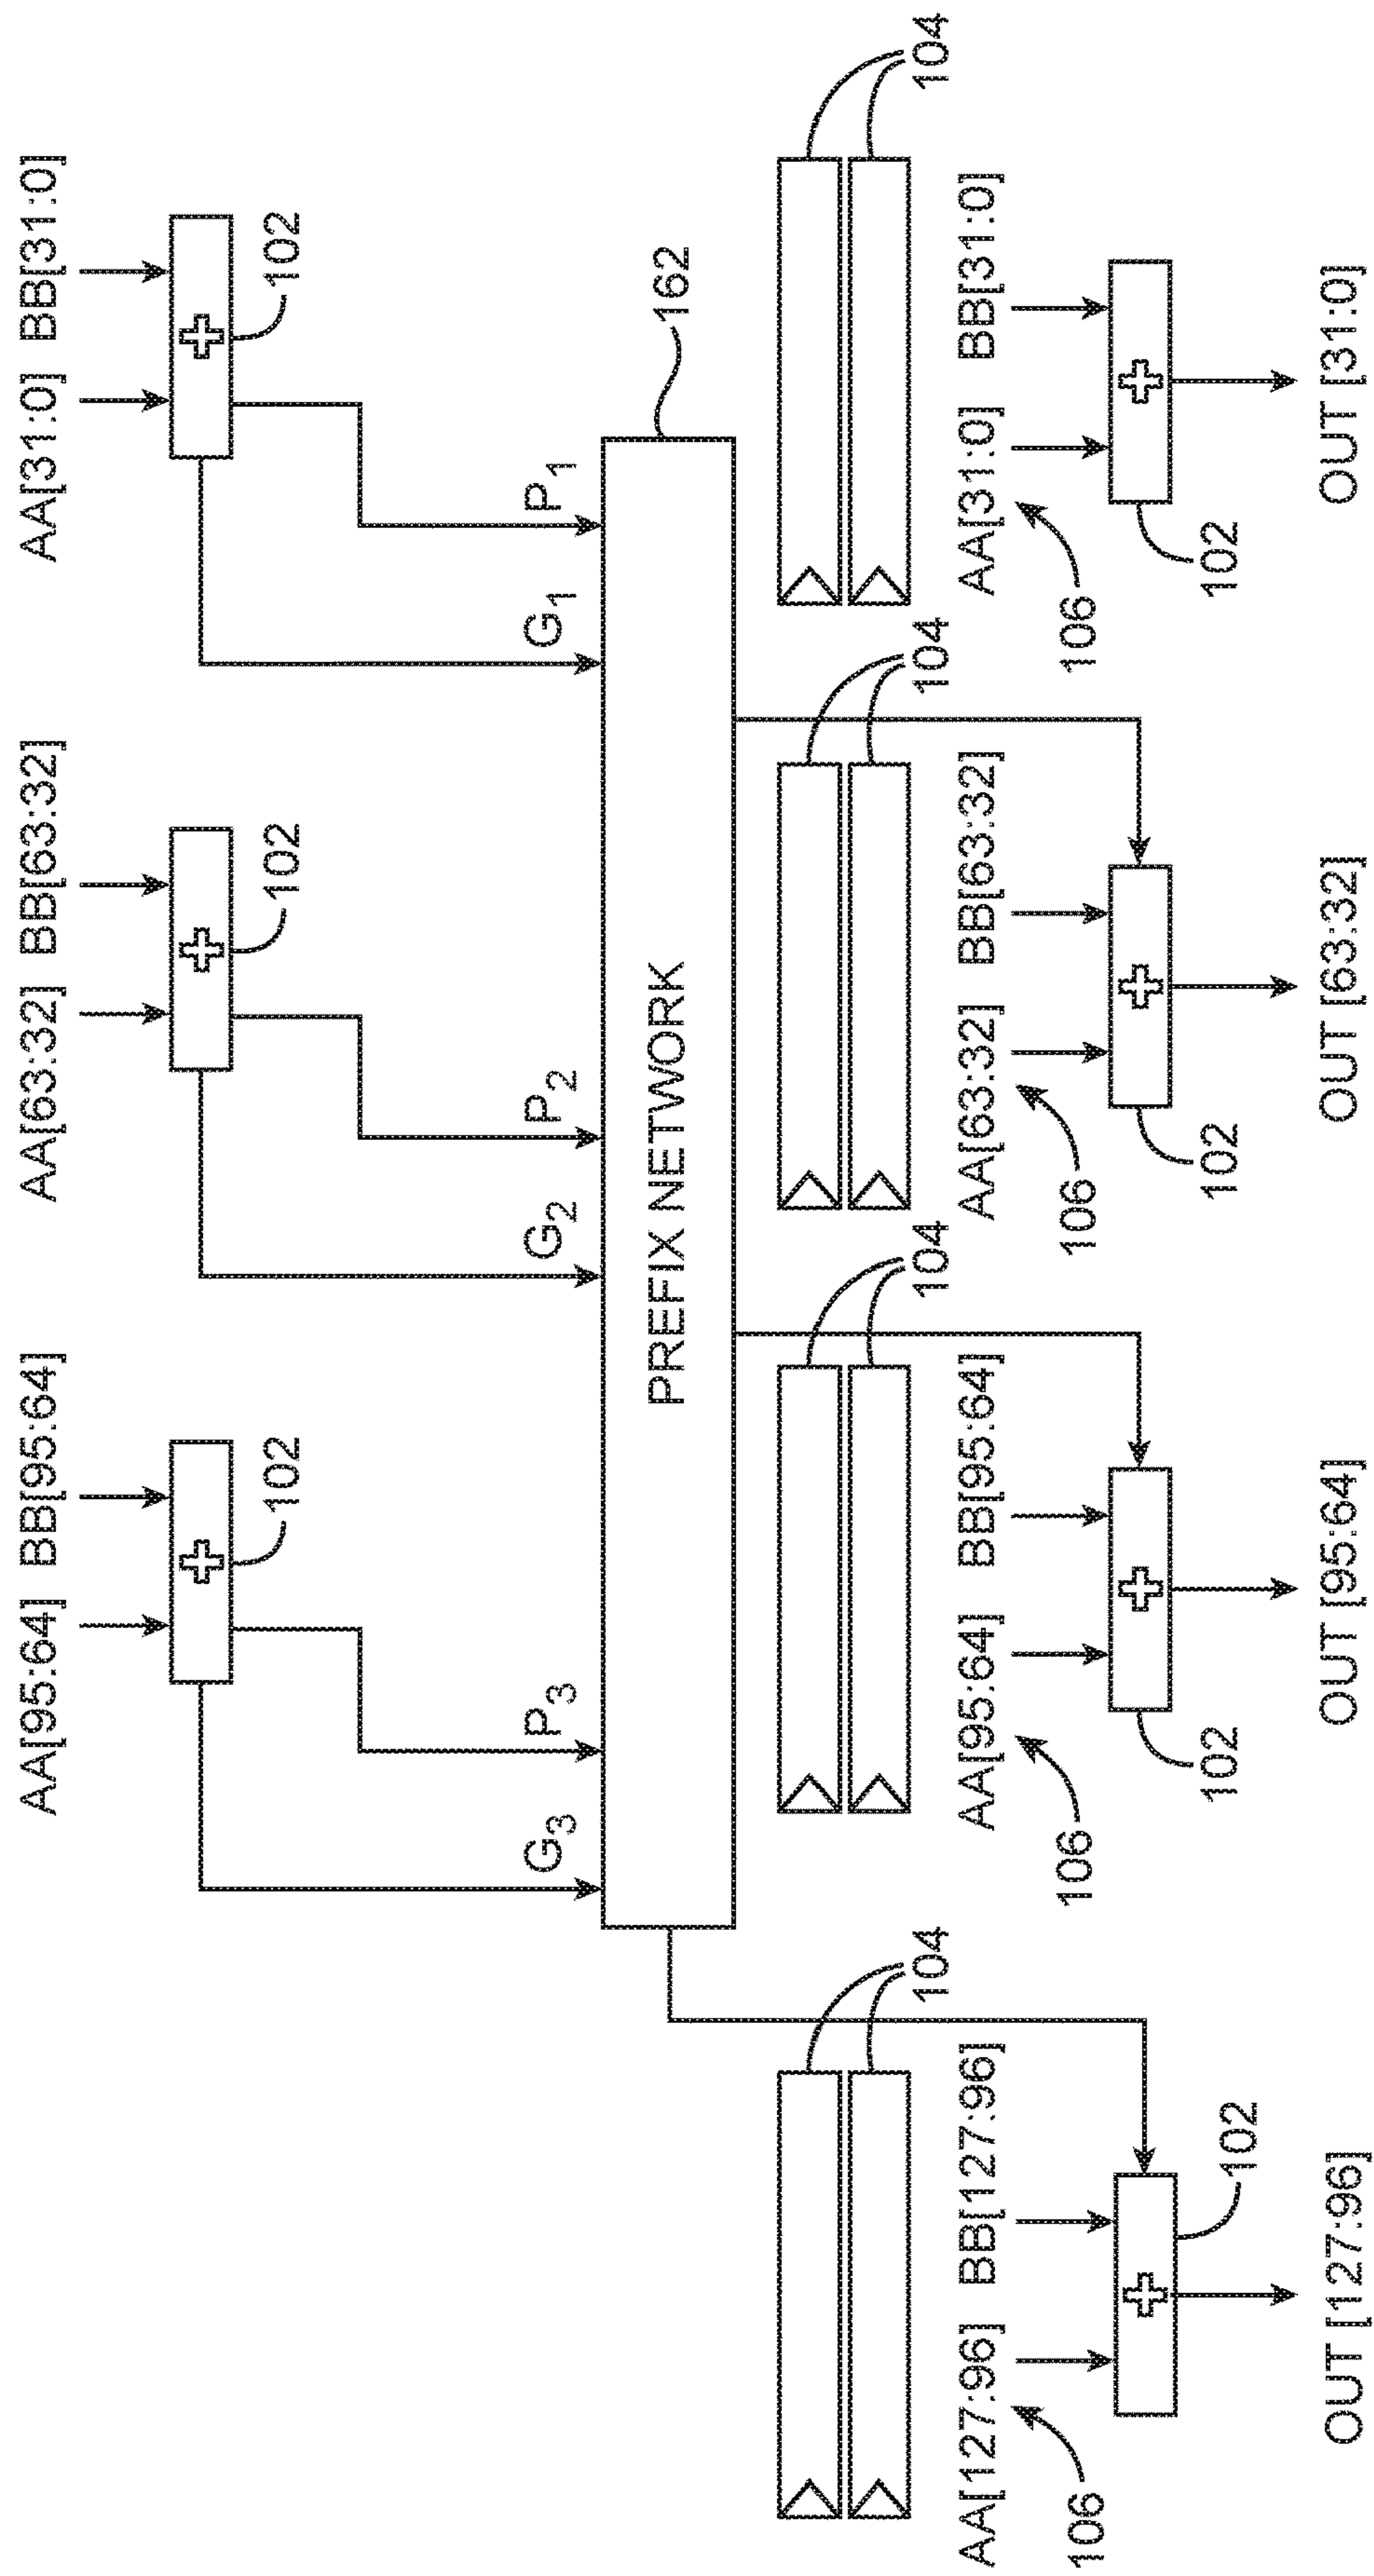 AA[95:64] BB[95:64] AA[63:32] BB[63:32] AA[31:0] BB[31:0]
102 102 102
G3 P3 G2 P2 G1 P1
PREFIX NETWORK 162
104 104 104 104
AA[127:96] BB[127:96] AA[95:64] BB[95:64] AA[63:32] BB[63:32] AA[31:0] BB[31:0]
106 106 106 106
102 102 102 102
OUT [127:96] OUT [95:64] OUT [63:32] OUT [31:0]